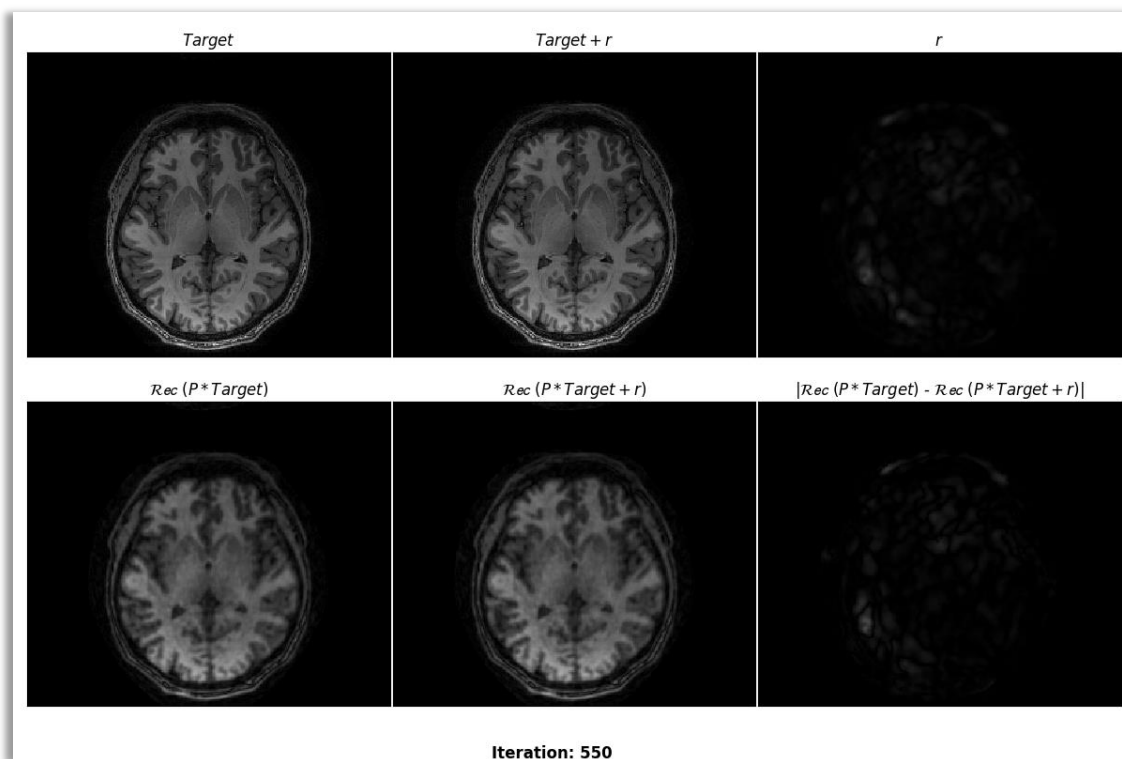 Target
Target + r
r
𝓡ec (P * Target)
𝓡ec (P * Target + r)
|𝓡ec (P * Target) - 𝓡ec (P * Target + r)|
Iteration: 550